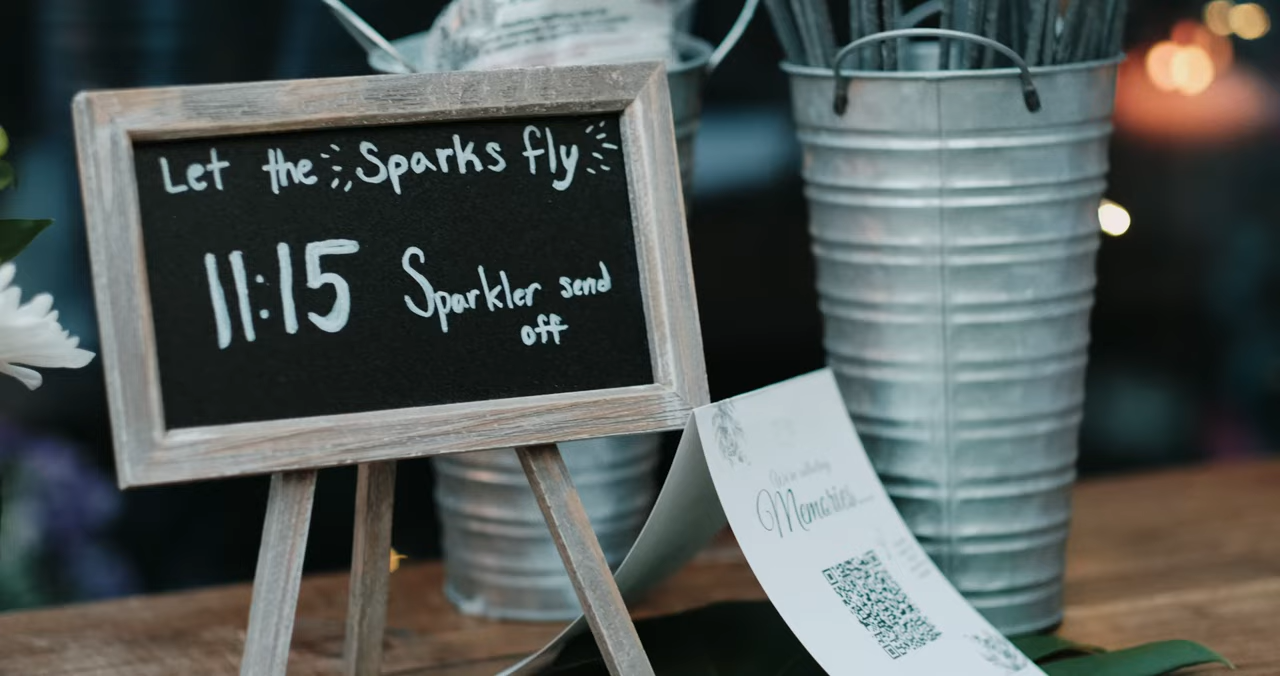 Let the Sparks fly
11:15 Sparkler send
off
Memories....